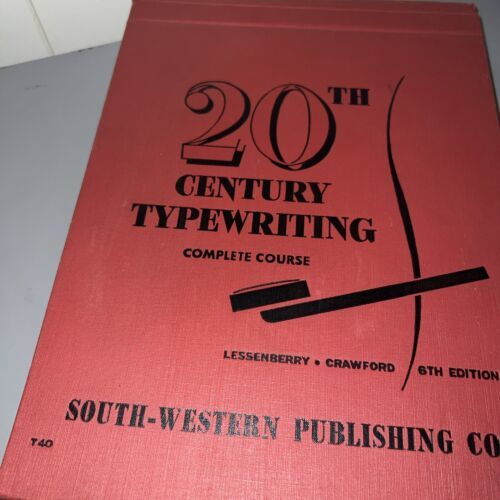 20TH
CENTURY
TYPEWRITING
COMPLETE COURSE
LESSENBERRY • CRAWFORD 6TH EDITION
SOUTH-WESTERN PUBLISHING CO
T40